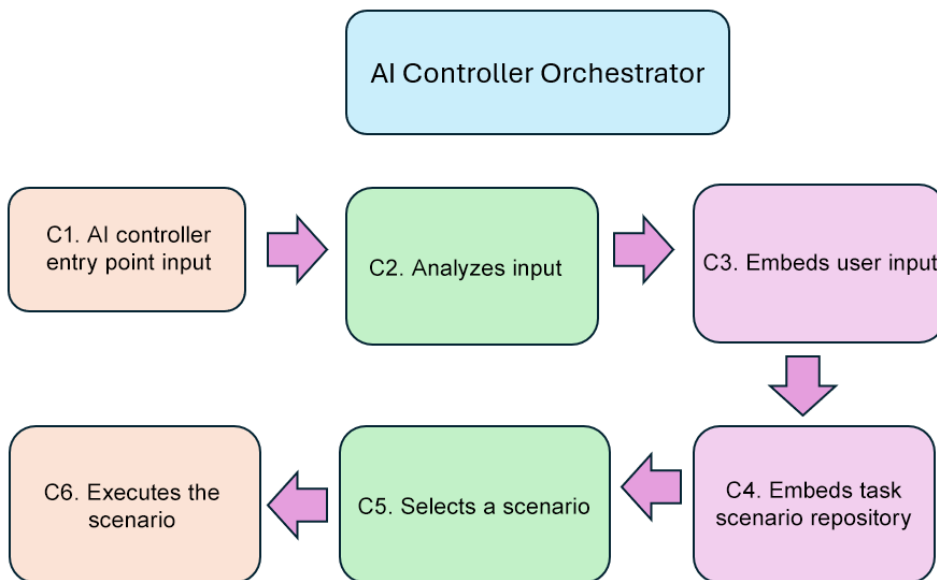 AI Controller Orchestrator
C1. AI controller
entry point input
C2. Analyzes input
C3. Embeds user input
C6. Executes the
scenario
C5. Selects a scenario
C4. Embeds task
scenario repository